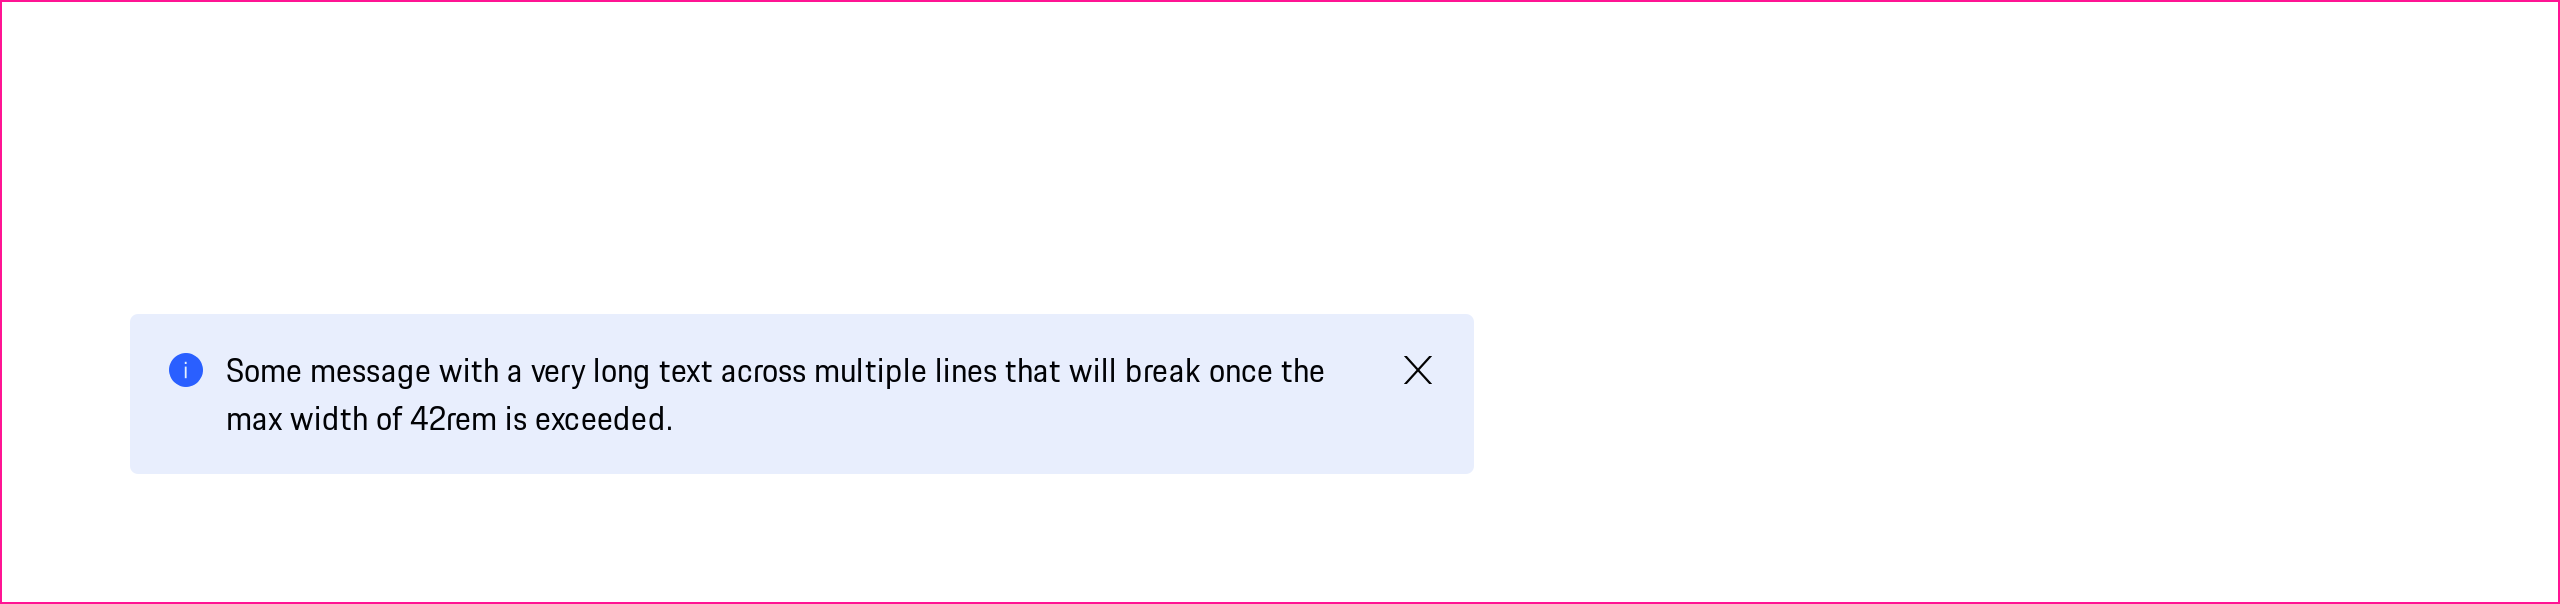 Some message with a very long text across multiple lines that will break once the
max width of 42rem is exceeded.